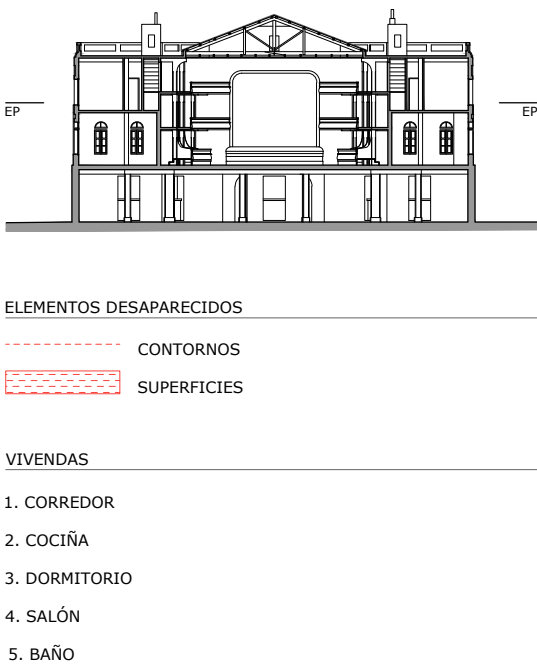 EP
EP
ELEMENTOS DESAPARECIDOS
CONTORNOS
SUPERFICIES
VIVENDAS
1. CORREDOR
2. COCIÑA
3. DORMITORIO
4. SALÓN
5. BAÑO